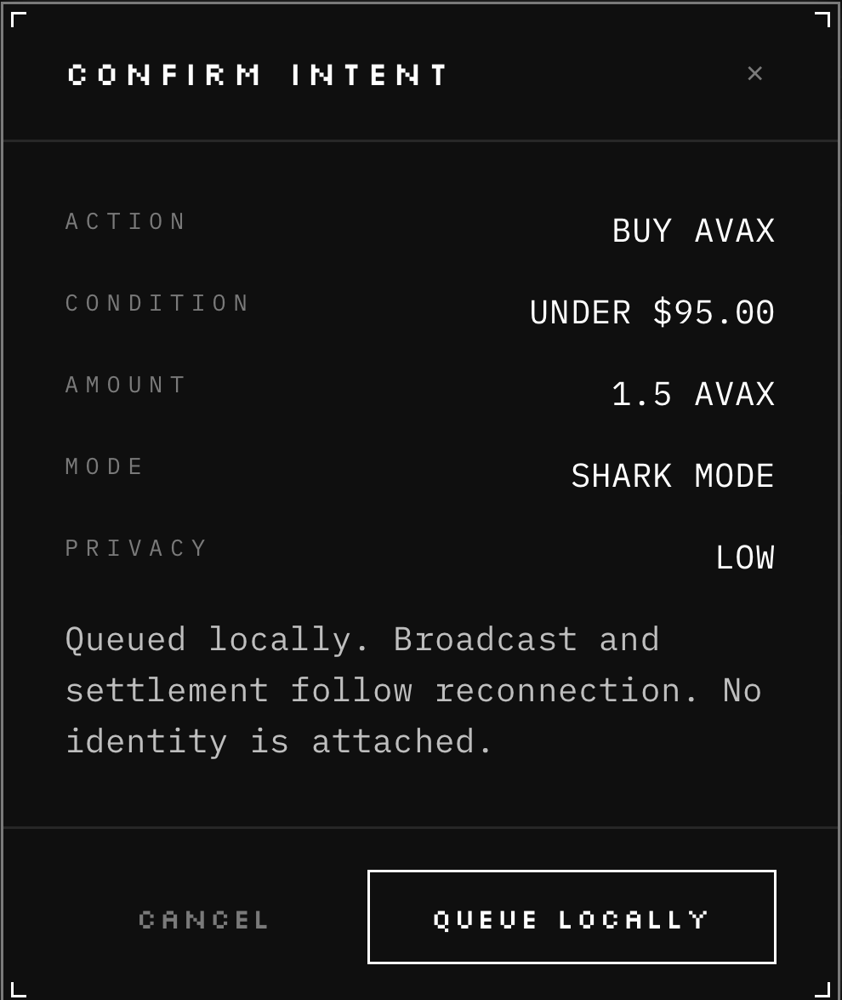 CONFIRM INTENT ×
ACTION BUY AVAX
CONDITION UNDER $95.00
AMOUNT 1.5 AVAX
MODE SHARK MODE
PRIVACY LOW
Queued locally. Broadcast and
settlement follow reconnection. No
identity is attached.
CANCEL QUEUE LOCALLY